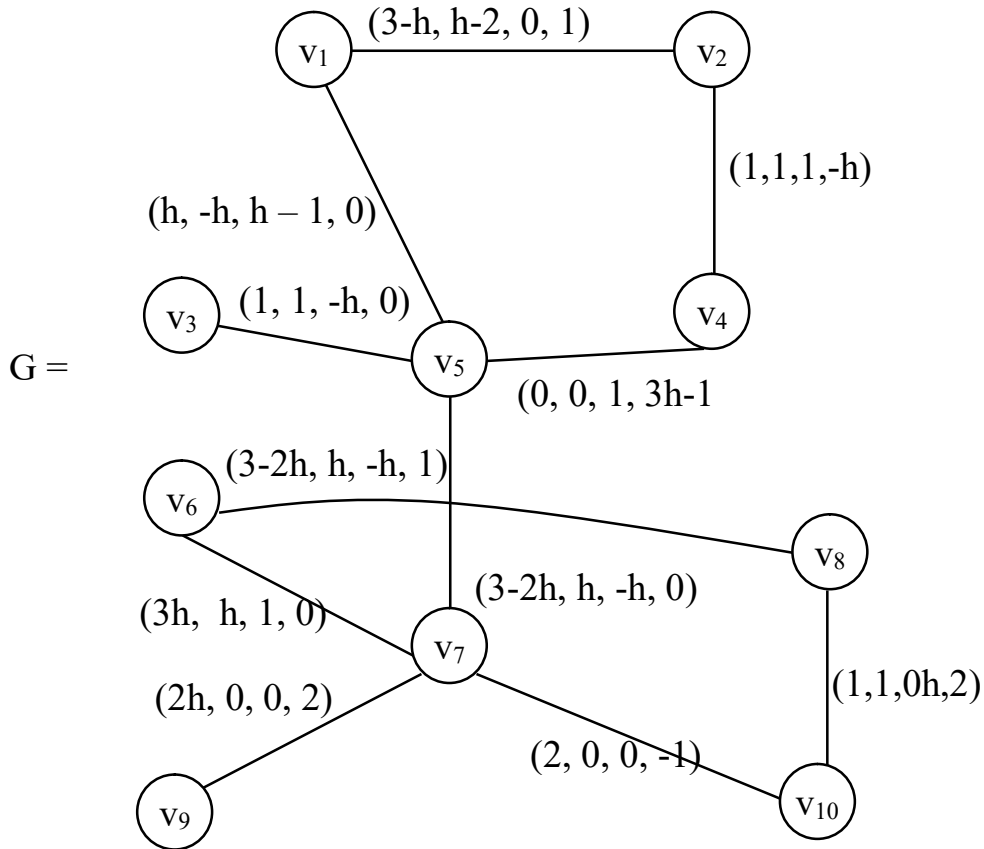 (3-h, h-2, 0, 1)
v₁
v₂
(1,1,1,-h)
(h, -h, h – 1, 0)
(1, 1, -h, 0)
v₃
v₄
v₅
G =
(0, 0, 1, 3h-1
(3-2h, h, -h, 1)
v₆
v₈
(3-2h, h, -h, 0)
(3h, h, 1, 0)
v₇
(1,1,0h,2)
(2h, 0, 0, 2)
(2, 0, 0, -1)
v₉
v₁₀